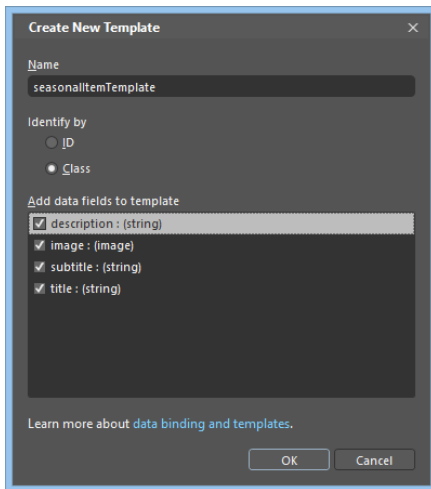 Create New Template
Name
seasonalItemTemplate
Identify by
ID
Class
Add data fields to template
description : (string)
image : (image)
subtitle : (string)
title : (string)
Learn more about data binding and templates.
OK Cancel